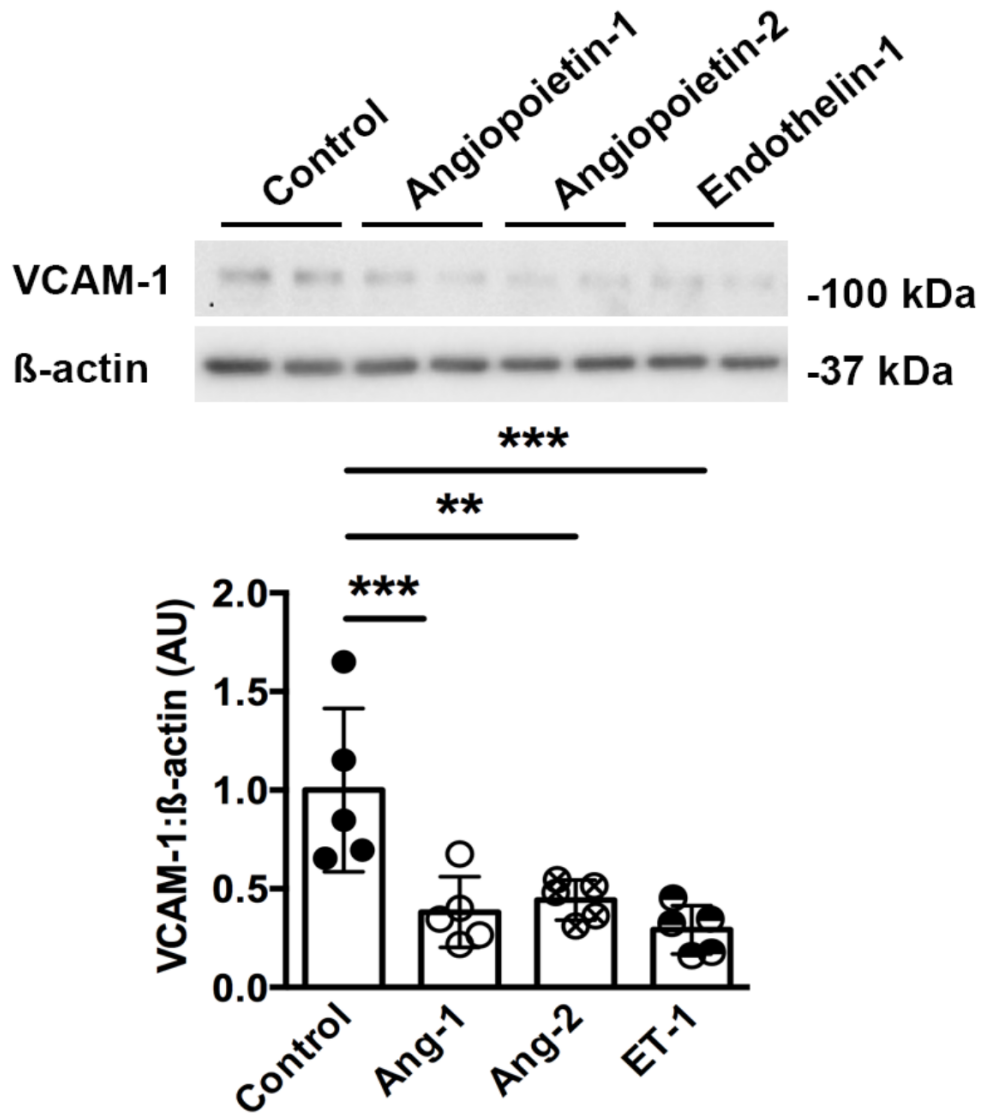 Control
Angiopoietin-1
Angiopoietin-2
Endothelin-1
VCAM-1
-100 kDa
ß-actin
-37 kDa
***
**
***
VCAM-1:ß-actin (AU)
2.0
1.5
1.0
0.5
0.0
Control
Ang-1
Ang-2
ET-1